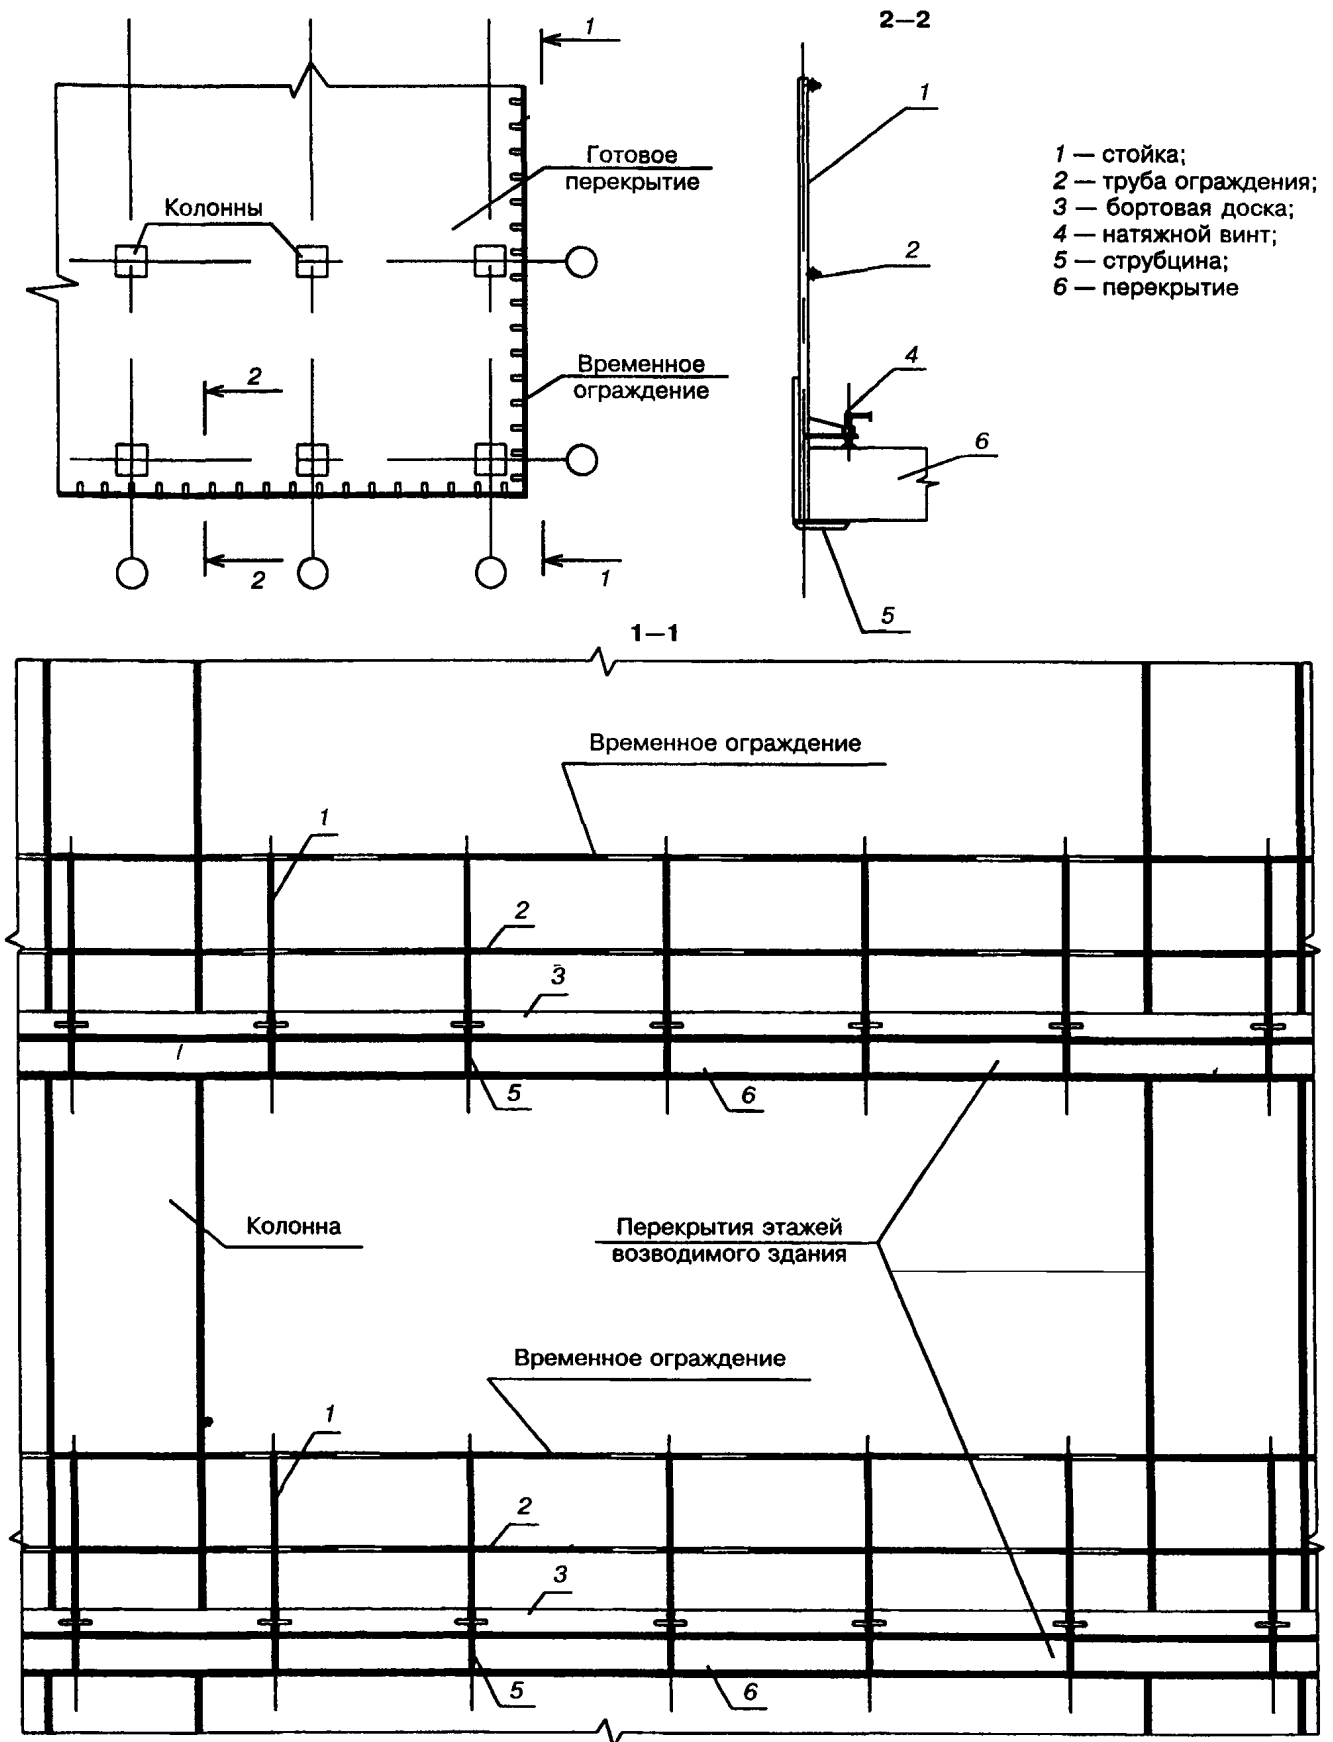 1
2—2
Готовое
перекрытие
Колонны
2
Временное
ограждение
2
1
1
2
4
6
5
1 — стойка;
2 — труба ограждения;
3 — бортовая доска;
4 — натяжной винт;
5 — струбцина;
6 — перекрытие
1—1
Временное ограждение
1
2
3
5
6
Колонна
Перекрытия этажей
возводимого здания
Временное ограждение
1
2
3
5
6